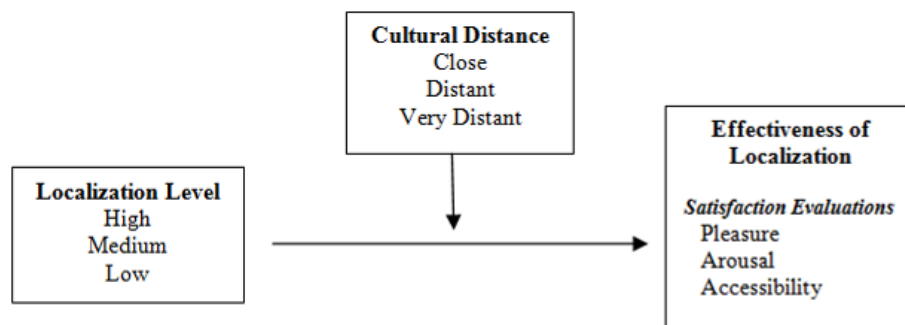 Cultural Distance
Close
Distant
Very Distant
Localization Level
High
Medium
Low
Effectiveness of
Localization
Satisfaction Evaluations
Pleasure
Arousal
Accessibility